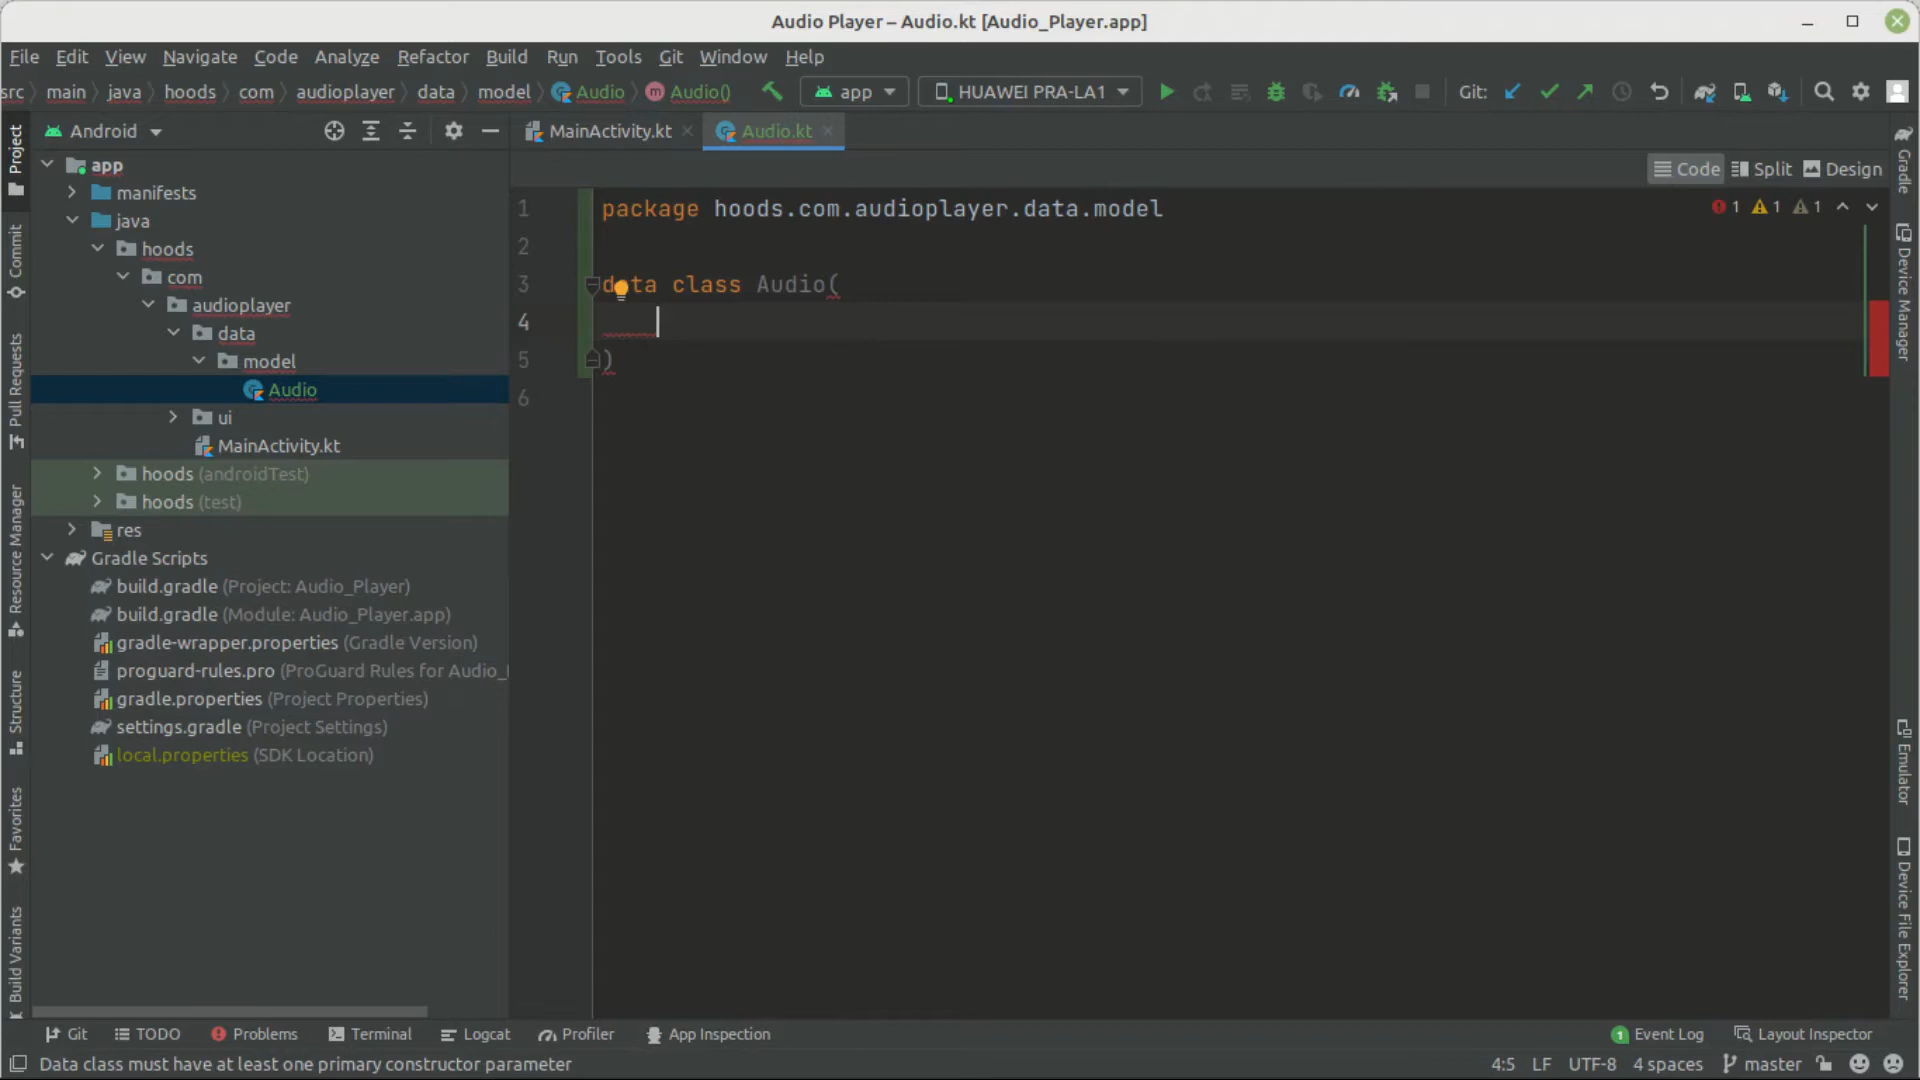 Audio Player – Audio.kt [Audio_Player.app]
File Edit View Navigate Code Analyze Refactor Build Run Tools Git Window Help
src main java hoods com audioplayer data model Audio Audio() app HUAWEI PRA-LA1 Git:
Android
MainActivity.kt Audio.kt
Code Split Design
app
manifests
java
hoods
com
audioplayer
data
model
Audio
ui
MainActivity.kt
hoods (androidTest)
hoods (test)
res
Gradle Scripts
build.gradle (Project: Audio_Player)
build.gradle (Module: Audio_Player.app)
gradle-wrapper.properties (Gradle Version)
proguard-rules.pro (ProGuard Rules for Audio_
gradle.properties (Project Properties)
settings.gradle (Project Settings)
local.properties (SDK Location)
1 package hoods.com.audioplayer.data.model
1 1 1
2
3 data class Audio(
4
5 )
6
Project
Commit
Pull Requests
Resource Manager
Structure
Favorites
Build Variants
Gradle
Device Manager
Emulator
Device File Explorer
Git TODO Problems Terminal Logcat Profiler App Inspection 1 Event Log Layout Inspector
Data class must have at least one primary constructor parameter 4:5 LF UTF-8 4 spaces master